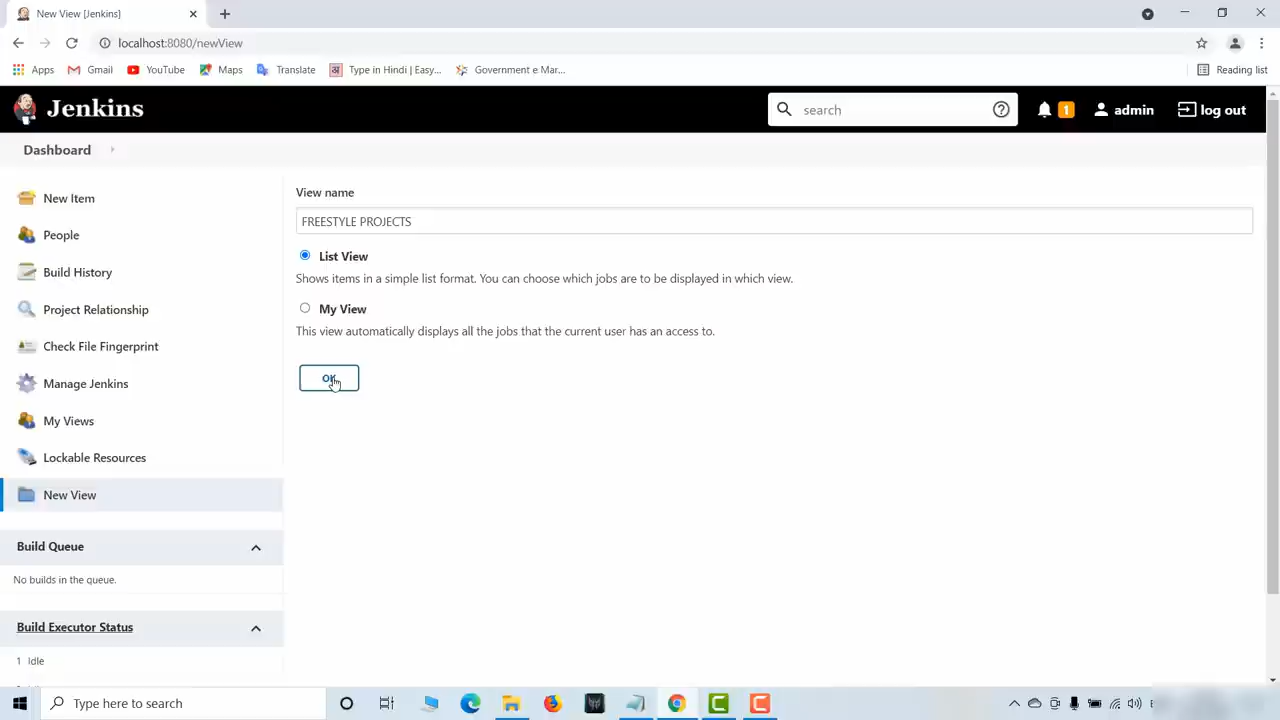 New View [Jenkins]
localhost:8080/newView
Apps Gmail YouTube Maps Translate Type in Hindi | Easy... Government e Mar... Reading list
Jenkins search 1 admin log out
Dashboard
New Item
People
Build History
Project Relationship
Check File Fingerprint
Manage Jenkins
My Views
Lockable Resources
New View
Build Queue
No builds in the queue.
Build Executor Status
1 Idle
View name
FREESTYLE PROJECTS
List View
Shows items in a simple list format. You can choose which jobs are to be displayed in which view.
My View
This view automatically displays all the jobs that the current user has an access to.
OK
Type here to search